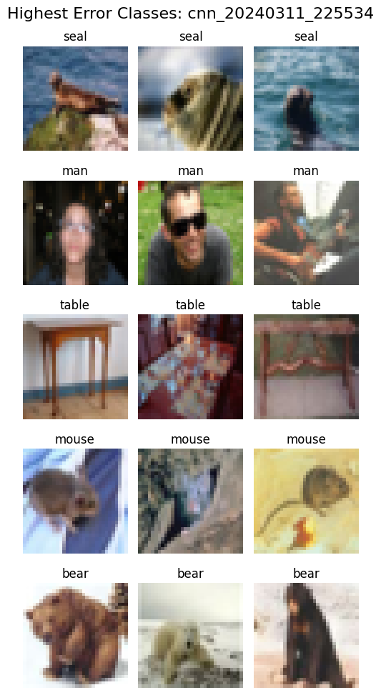 Highest Error Classes: cnn_20240311_225534
seal seal seal
man man man
table table table
mouse mouse mouse
bear bear bear